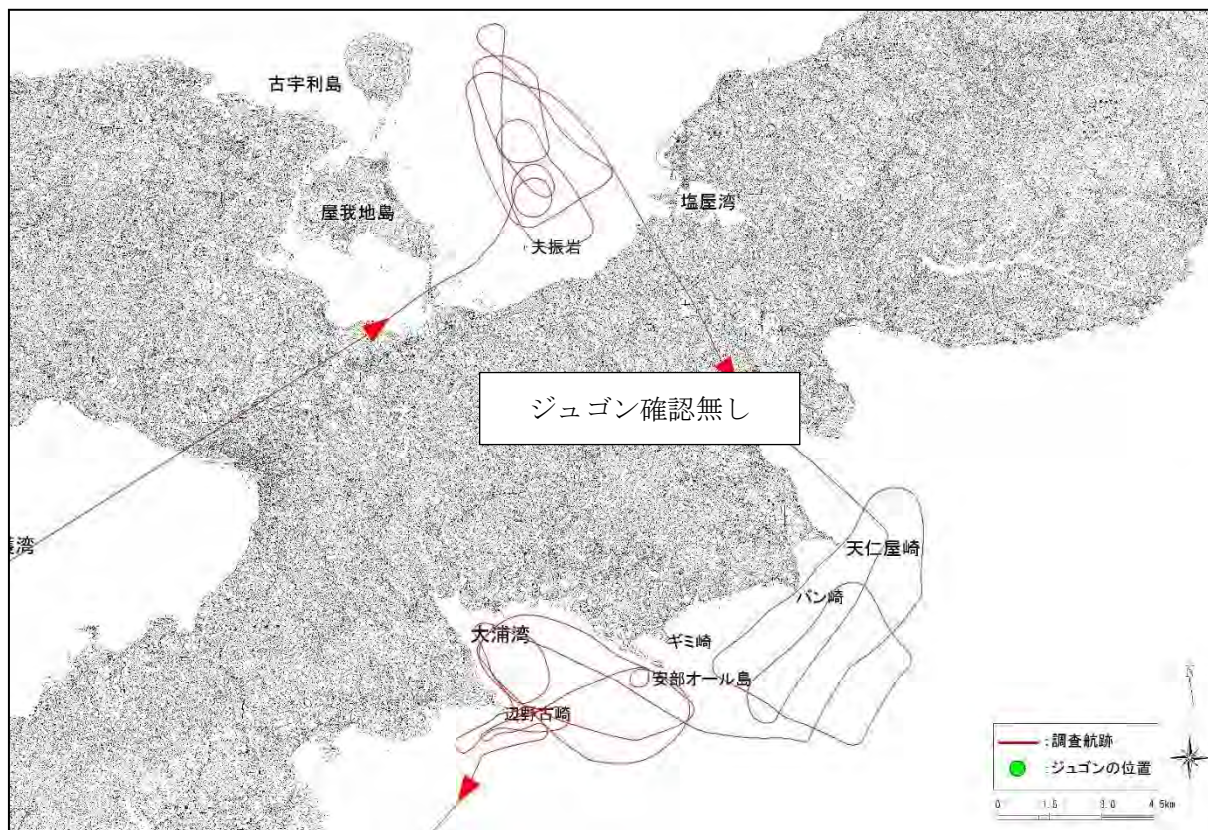 古宇利島
屋我地島
塩屋湾
夫振岩
ジュゴン確認無し
湾
天仁屋崎
バン崎
大浦湾
ギミ崎
安部オール島
辺野古崎
N
:調査航跡
:ジュゴンの位置
0 1.5 3.0 4.5km